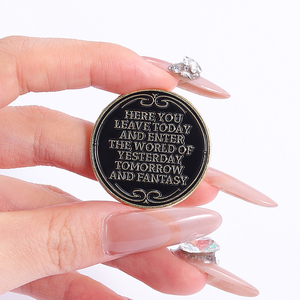 HERE YOU
LEAVE TODAY
AND ENTER
THE WORLD OF
YESTERDAY
TOMORROW
AND FANTASY